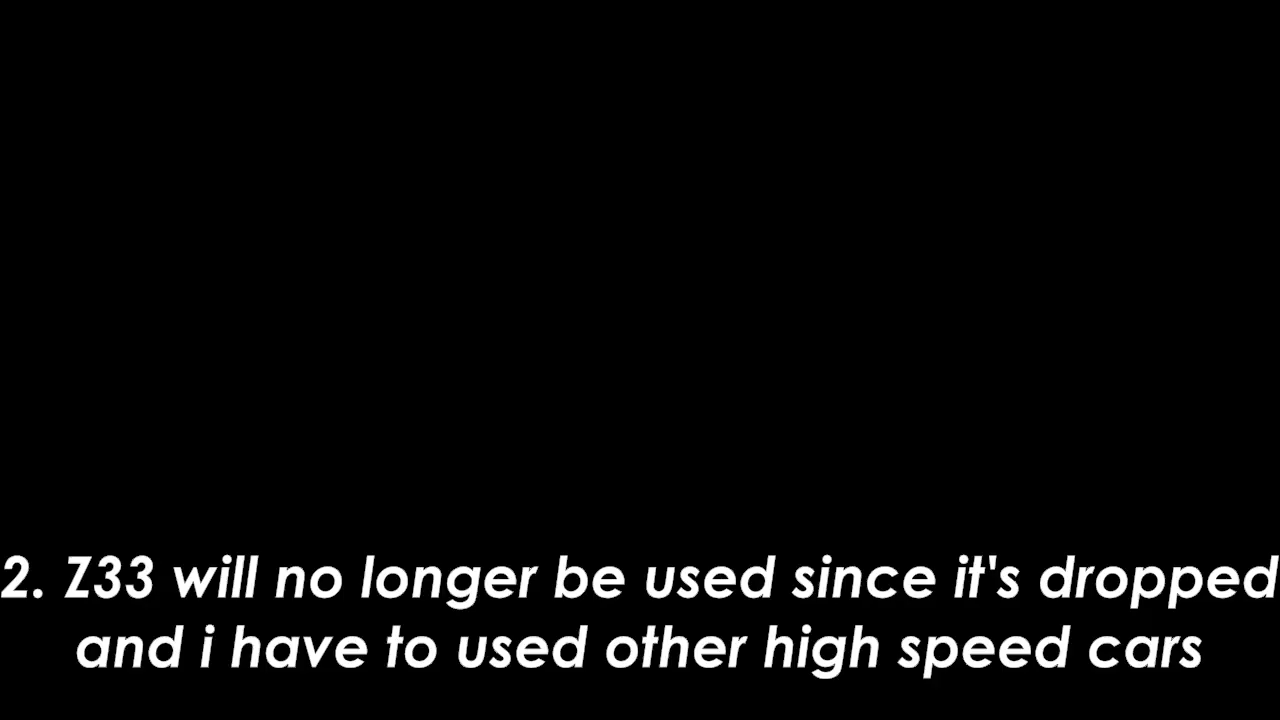 2. Z33 will no longer be used since it's dropped
and i have to used other high speed cars